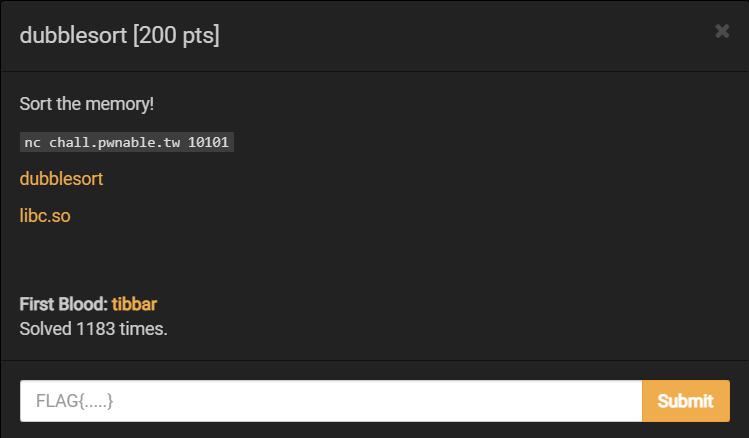 dubblesort [200 pts]
×
Sort the memory!
nc chall.pwnable.tw 10101
dubblesort
libc.so
First Blood: tibbar
Solved 1183 times.
FLAG{.....}
Submit